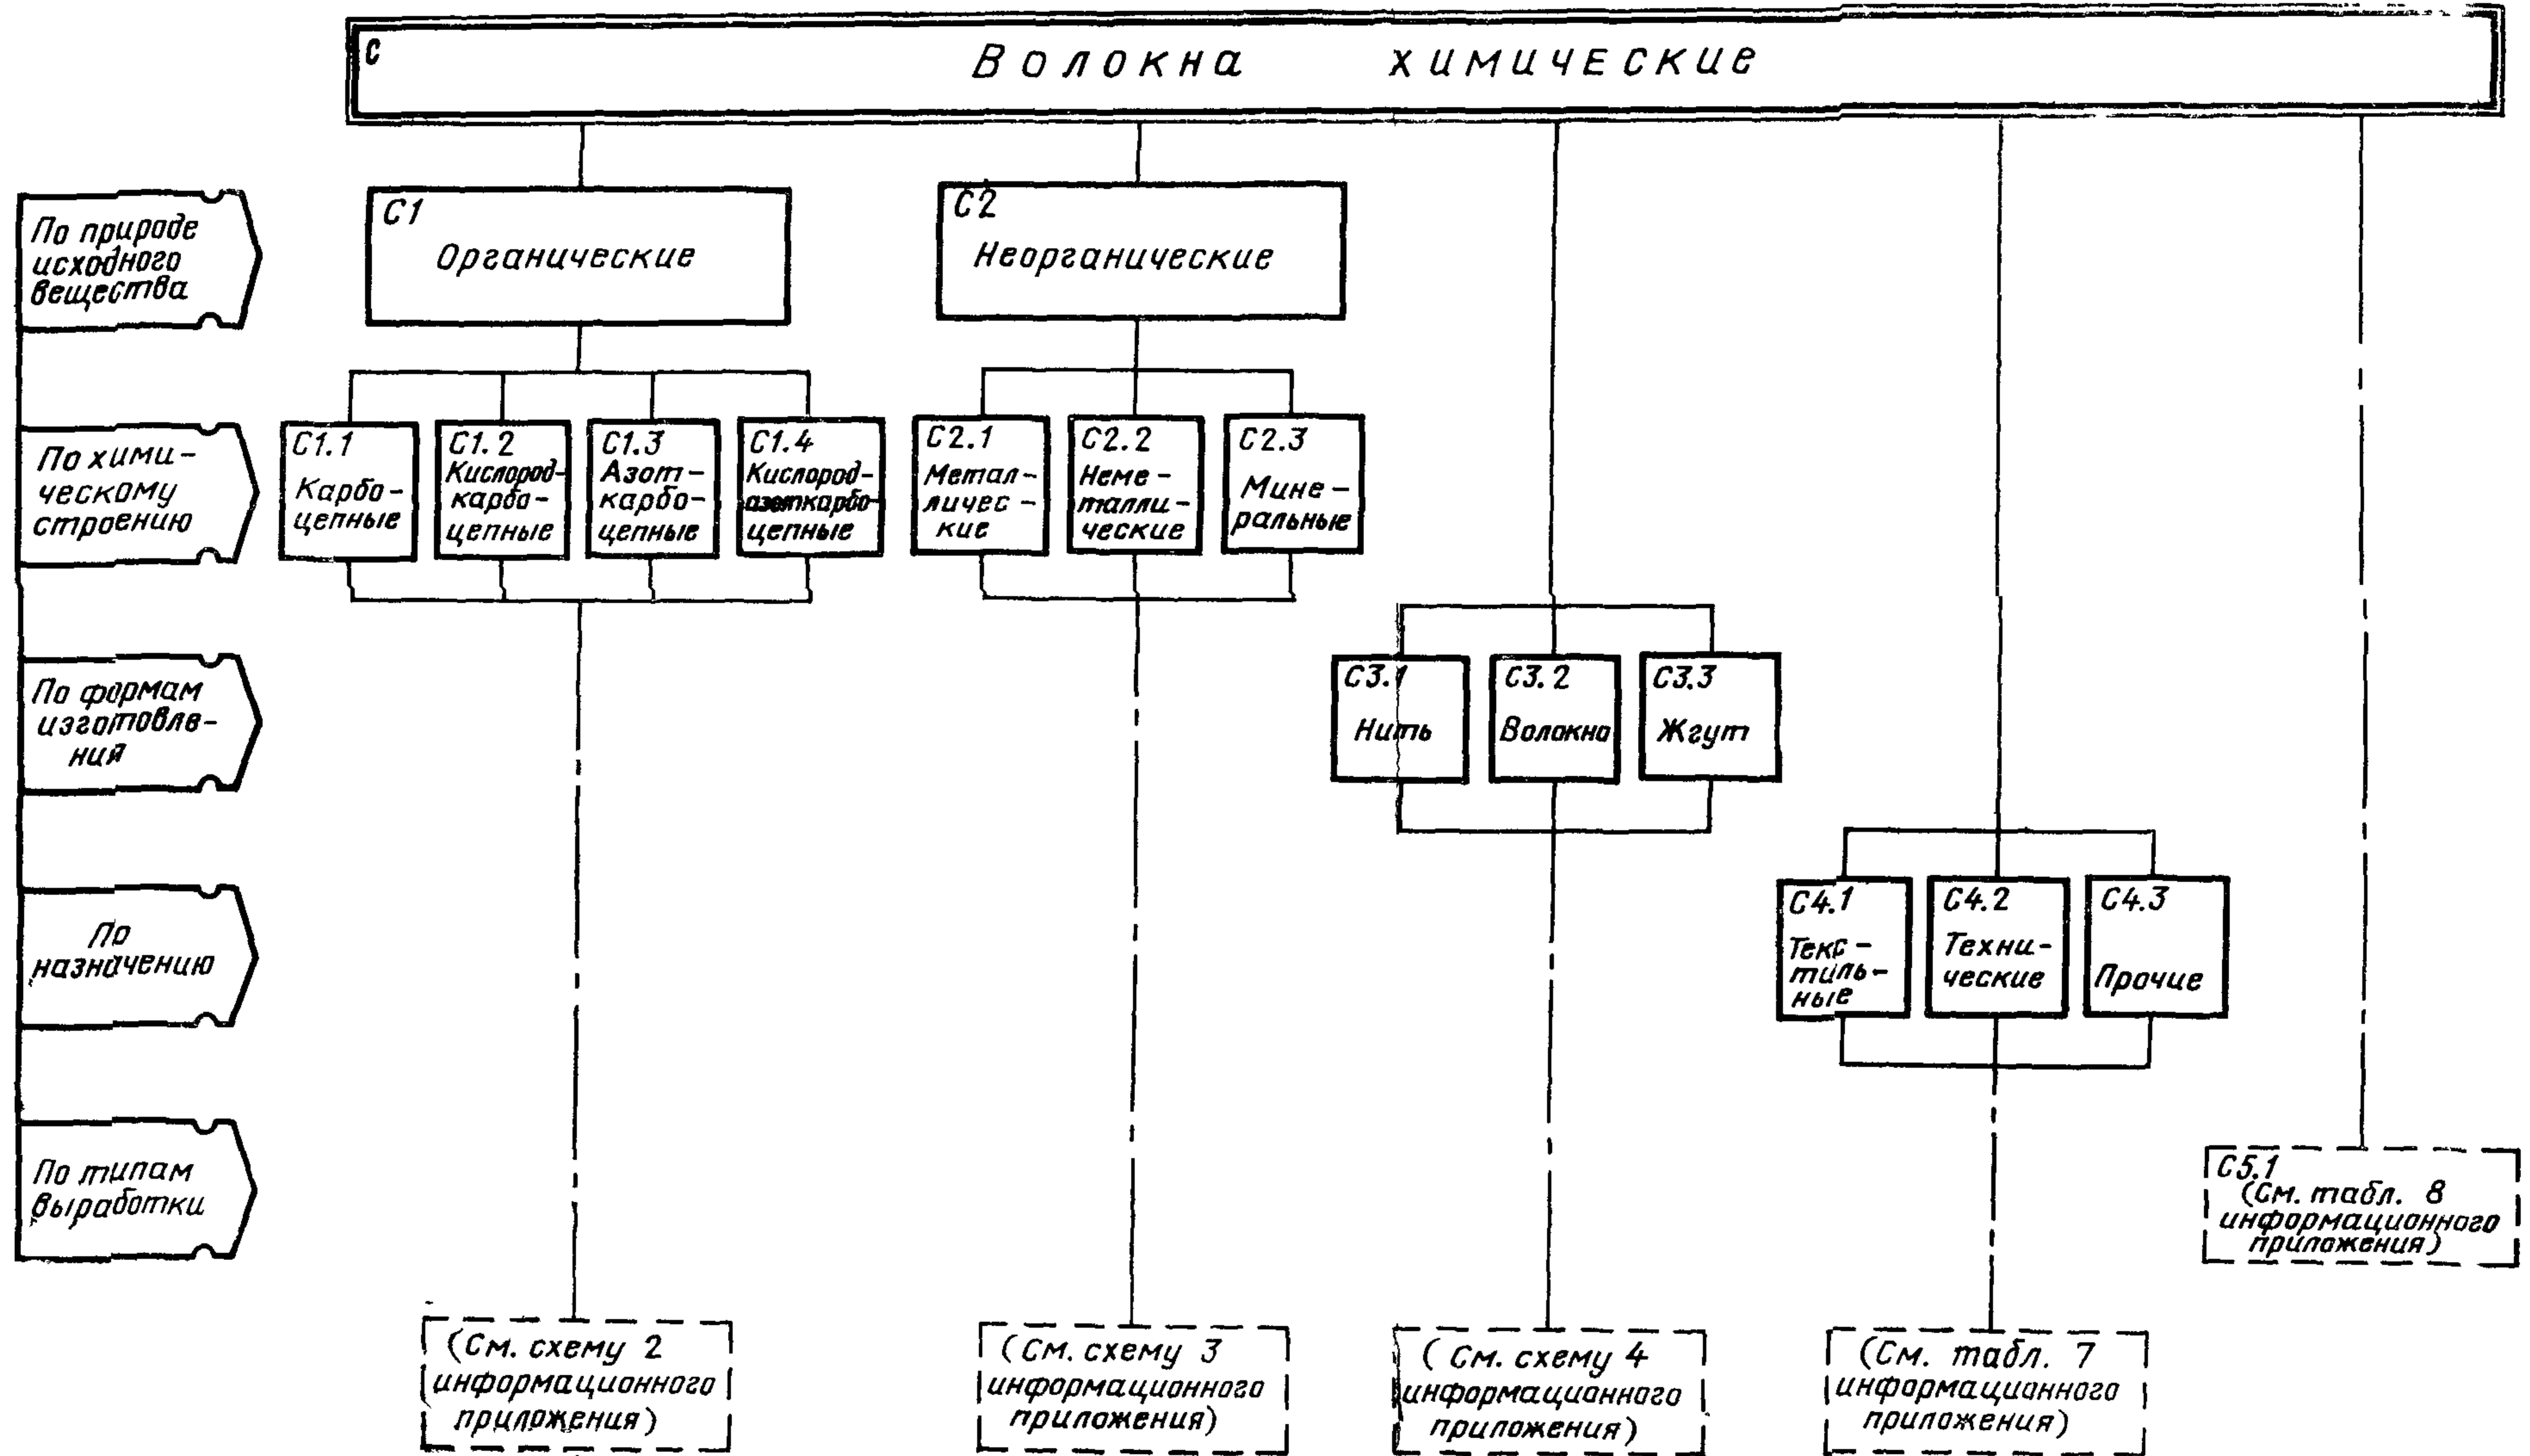 С
Волокна химические
По природе
исходного
вещества
С1
Органические
С2
Неорганические
По хими-
ческому
строению
С1.1
Карбо-
цепные
С1.2
Кислород-
карбо-
цепные
С1.3
Азот-
карбо-
цепные
С1.4
Кислород-
азоткарбо-
цепные
С2.1
Метал-
личес-
кие
С2.2
Неме-
талли-
ческие
С2.3
Мине-
ральные
По формам
изготовле-
ния
С3.1
Нить
С3.2
Волокно
С3.3
Жгут
По
назначению
С4.1
Текс-
тиль-
ные
С4.2
Техни-
ческие
С4.3
Прочие
По типам
выработки
С5.1
(См. табл. 8
информационного
приложения)
(См. схему 2
информационного
приложения)
(См. схему 3
информационного
приложения)
(См. схему 4
информационного
приложения)
(См. табл. 7
информационного
приложения)